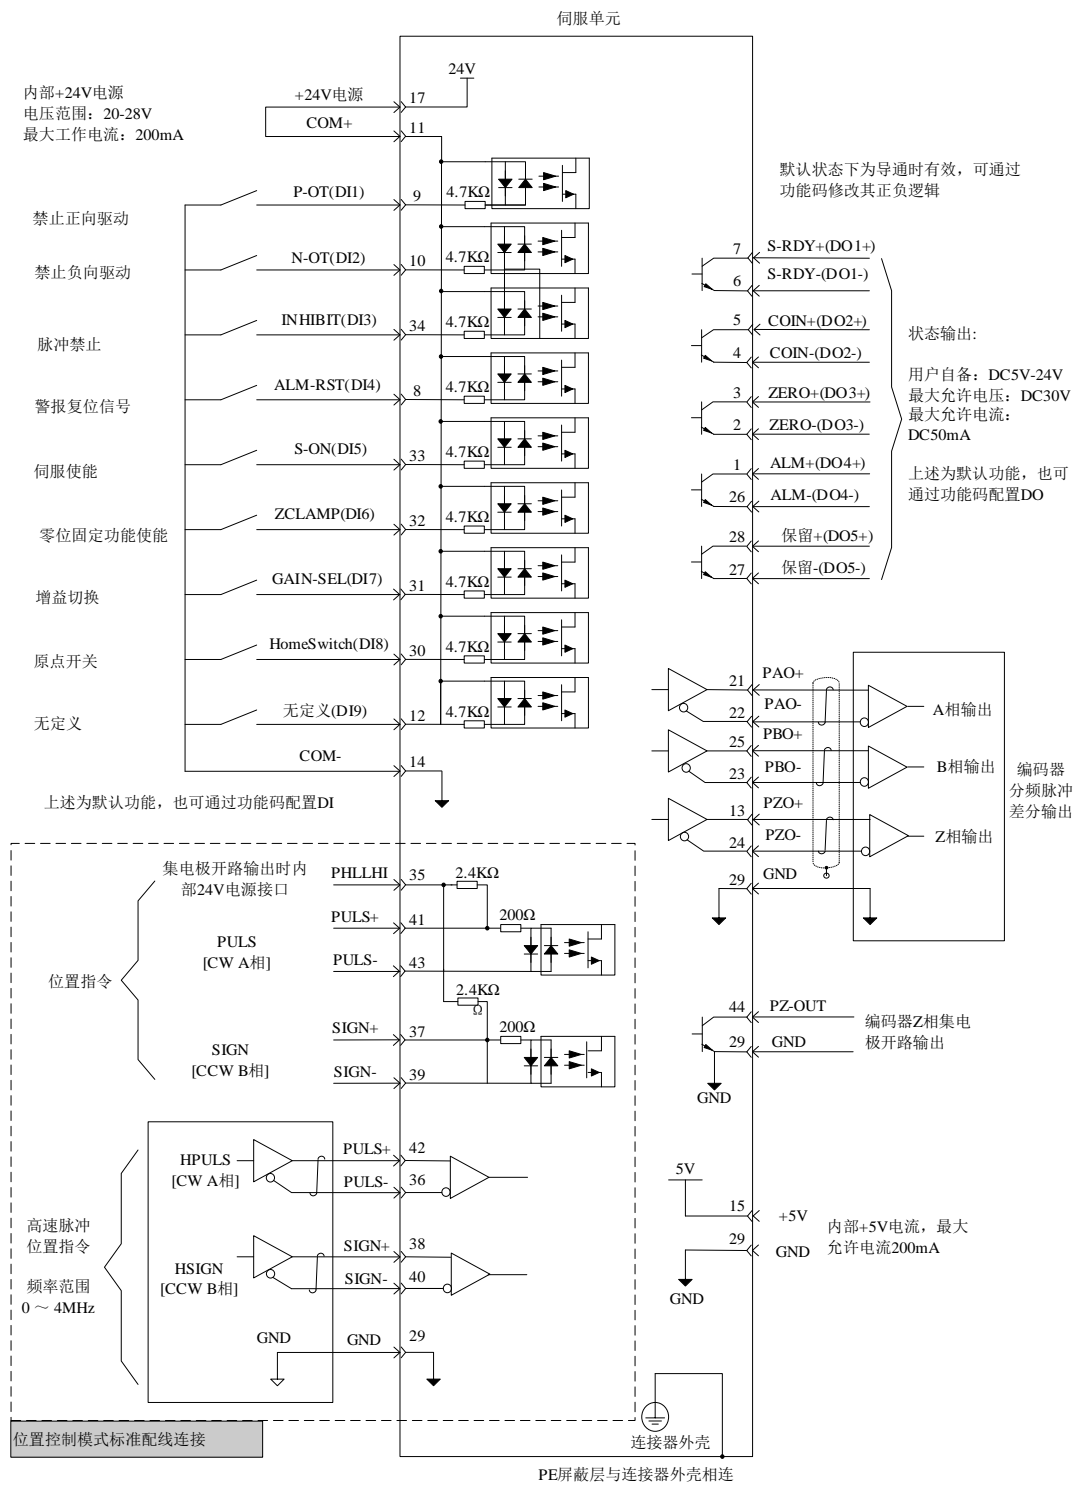 伺服单元
内部+24V电源
电压范围：20-28V
最大工作电流：200mA
24V
+24V电源
17
COM+
11
P-OT(DI1)
9
4.7KΩ
禁止正向驱动
N-OT(DI2)
10
4.7KΩ
禁止负向驱动
INHIBIT(DI3)
34
4.7KΩ
脉冲禁止
ALM-RST(DI4)
8
4.7KΩ
警报复位信号
S-ON(DI5)
33
4.7KΩ
伺服使能
ZCLAMP(DI6)
32
4.7KΩ
零位固定功能使能
GAIN-SEL(DI7)
31
4.7KΩ
增益切换
HomeSwitch(DI8)
30
4.7KΩ
原点开关
无定义(DI9)
12
4.7KΩ
无定义
COM-
14
上述为默认功能，也可通过功能码配置DI
默认状态下为导通时有效，可通过
功能码修改其正负逻辑
7
S-RDY+(DO1+)
6
S-RDY-(DO1-)
5
COIN+(DO2+)
4
COIN-(DO2-)
3
ZERO+(DO3+)
2
ZERO-(DO3-)
1
ALM+(DO4+)
26
ALM-(DO4-)
28
保留+(DO5+)
27
保留-(DO5-)
状态输出:
用户自备：DC5V-24V
最大允许电压：DC30V
最大允许电流：
DC50mA
上述为默认功能，也可
通过功能码配置DO
21
PAO+
22
PAO-
A相输出
25
PBO+
23
PBO-
B相输出
13
PZO+
24
PZO-
Z相输出
29
GND
编码器
分频脉冲
差分输出
集电极开路输出时内
部24V电源接口
PHLLHI
35
2.4KΩ
PULS+
41
200Ω
PULS
[CW A相]
PULS-
43
位置指令
2.4KΩ
Ω
SIGN+
37
200Ω
SIGN
[CCW B相]
SIGN-
39
44
PZ-OUT
29
GND
GND
编码器Z相集电
极开路输出
HPULS
[CW A相]
PULS+
42
PULS-
36
高速脉冲
位置指令
频率范围
0 ～ 4MHz
HSIGN
[CCW B相]
SIGN+
38
SIGN-
40
GND
GND
29
5V
15
+5V
29
GND
GND
内部+5V电流，最大
允许电流200mA
连接器外壳
位置控制模式标准配线连接
PE屏蔽层与连接器外壳相连